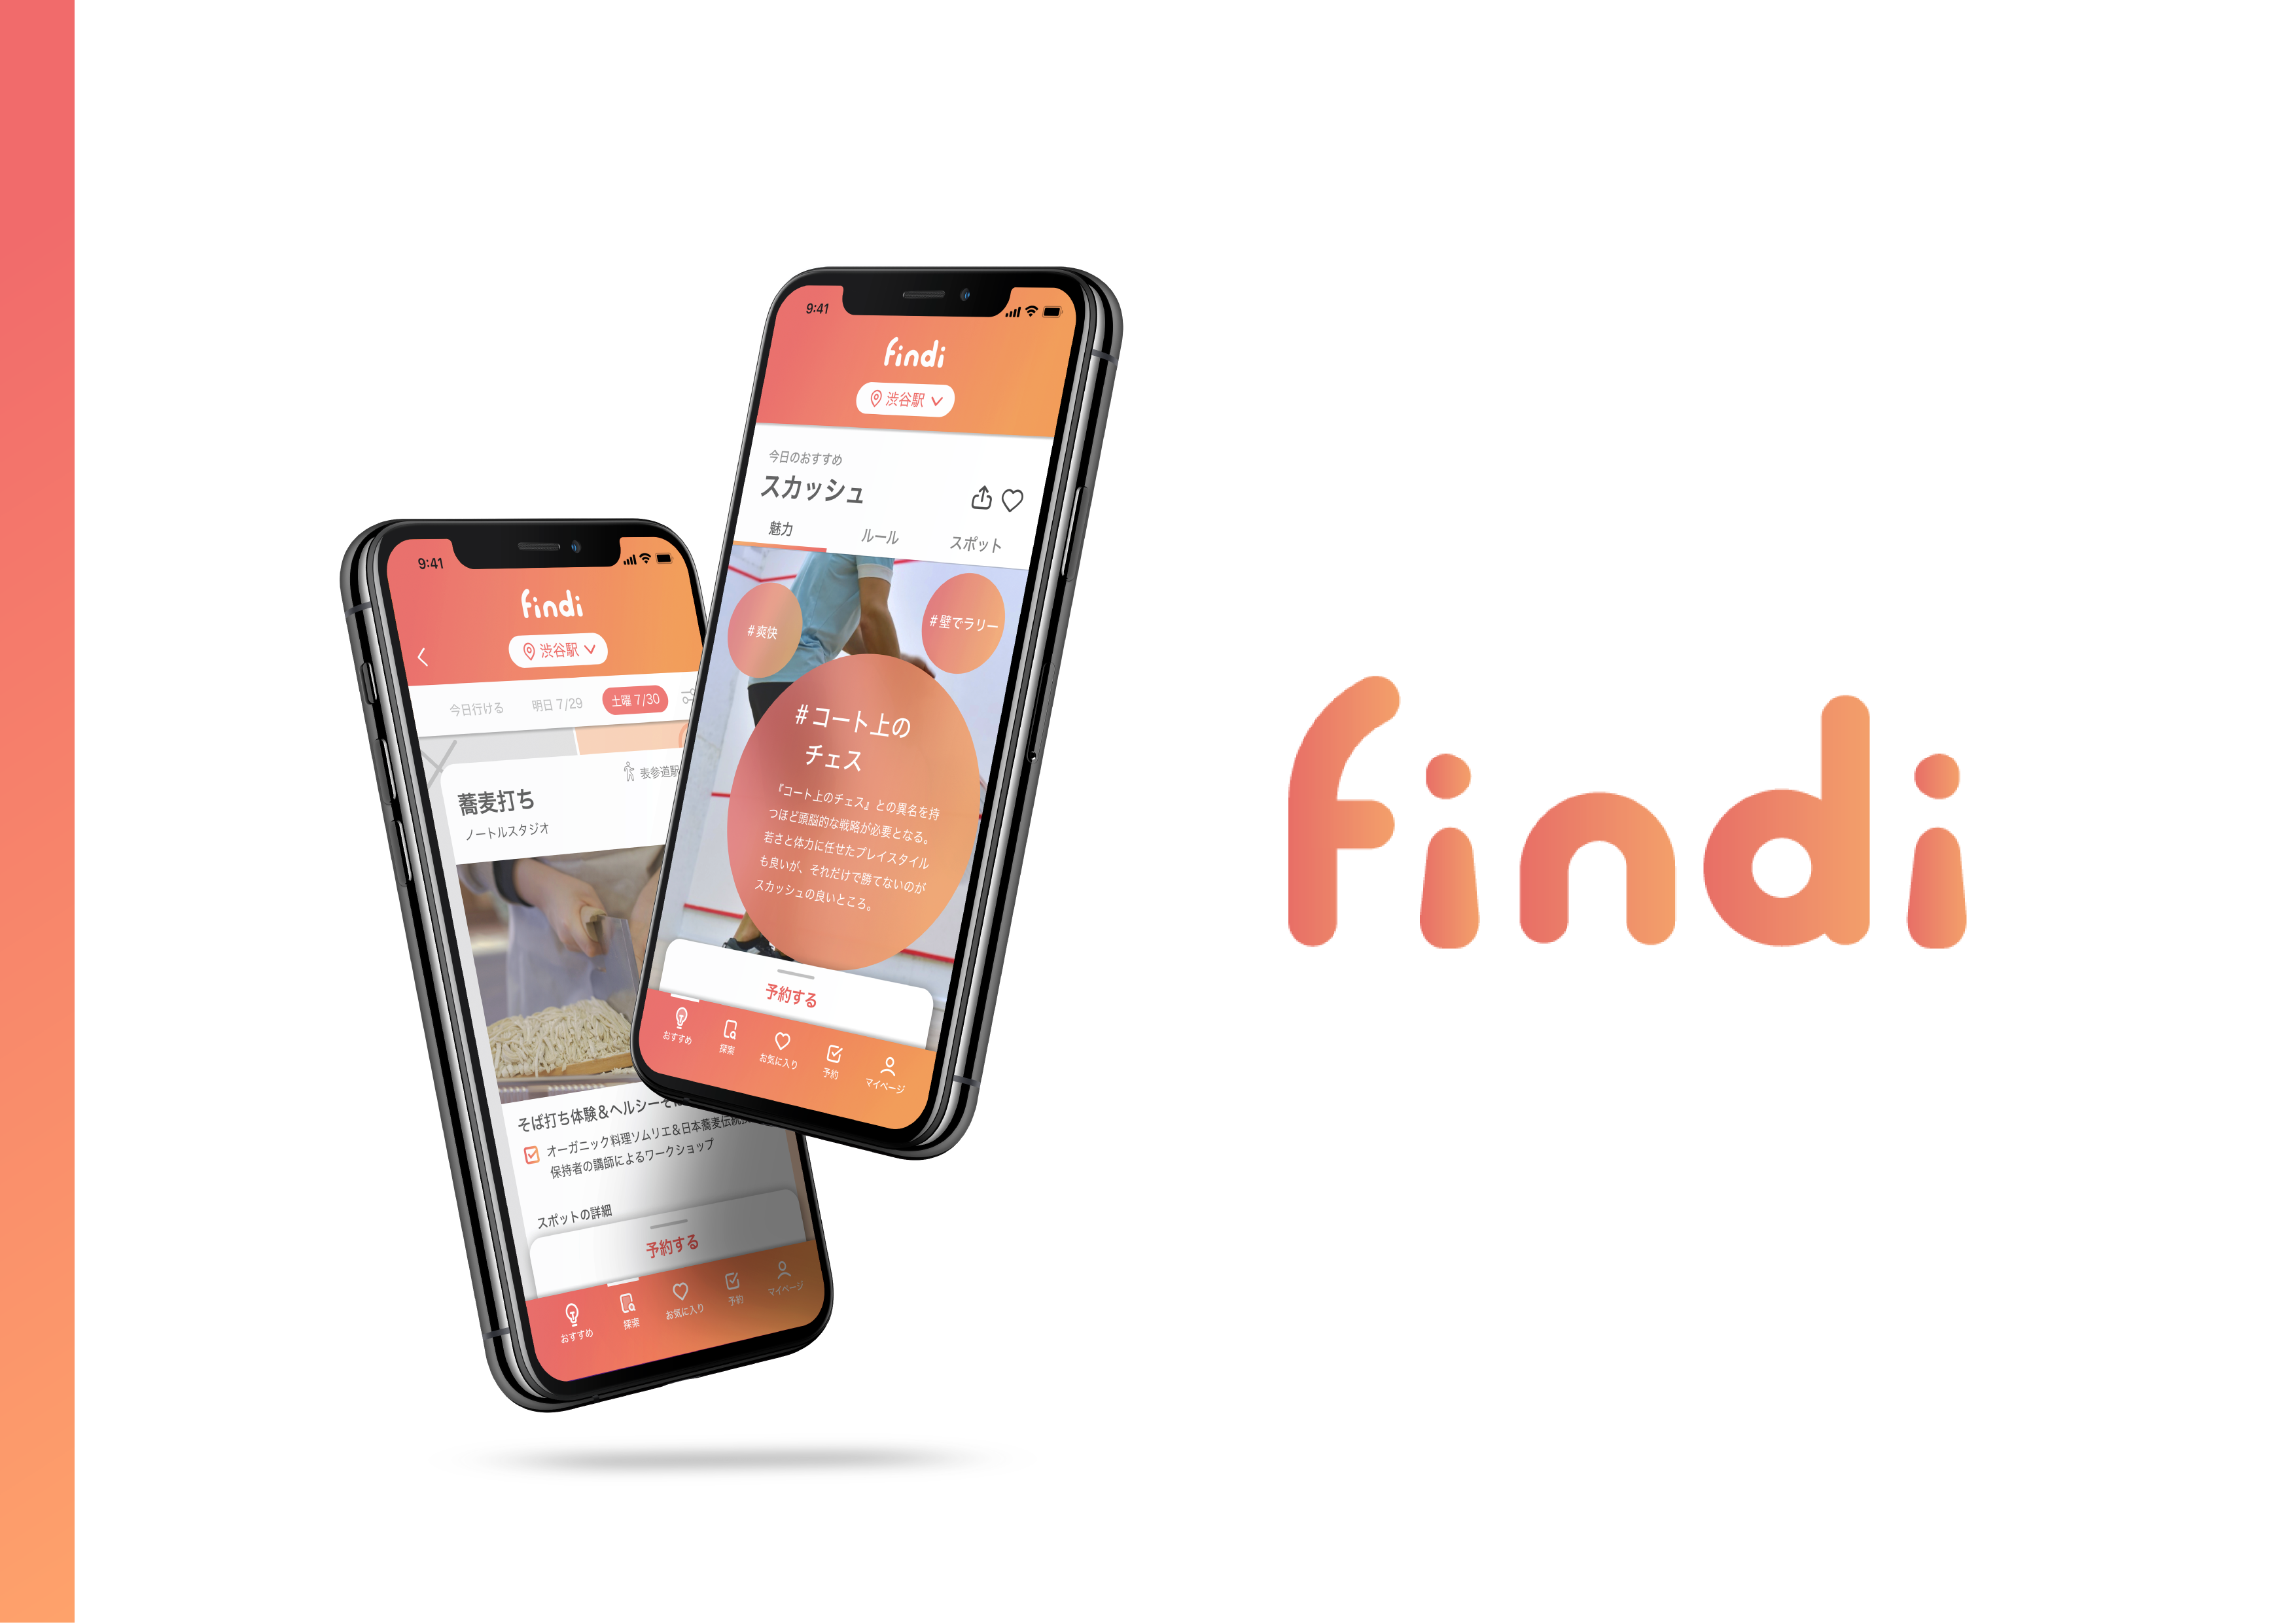 9:41
findi
渋谷駅
今日行ける 明日 7/29 土曜 7/30
表参道駅
蕎麦打ち
ノートルスタジオ
そば打ち体験＆ヘルシーそば
オーガニック料理ソムリエ＆日本蕎麦伝統
保持者の講師によるワークショップ
スポットの詳細
予約する
おすすめ 探索 お気に入り 予約 マイページ
9:41
findi
渋谷駅
今日のおすすめ
スカッシュ
魅力 ルール スポット
#爽快
#壁でラリー
#コート上の
チェス
『コート上のチェス』との異名を持
つほど頭脳的な戦略が必要となる。
若さと体力に任せたプレイスタイル
も良いが、それだけで勝てないのが
スカッシュの良いところ。
予約する
おすすめ 探索 お気に入り 予約 マイページ
findi